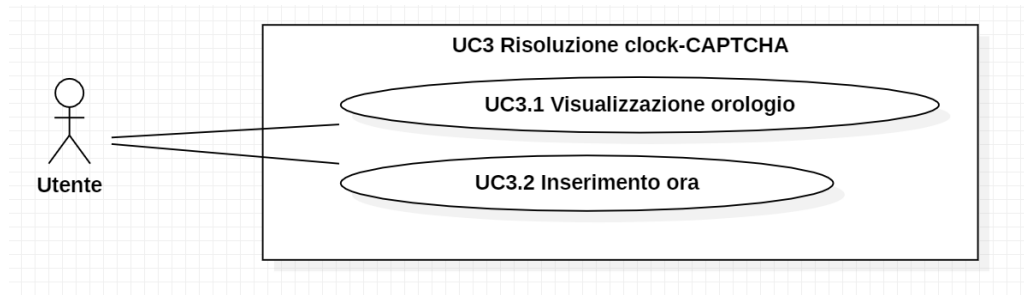 UC3 Risoluzione clock-CAPTCHA
UC3.1 Visualizzazione orologio
UC3.2 Inserimento ora
Utente